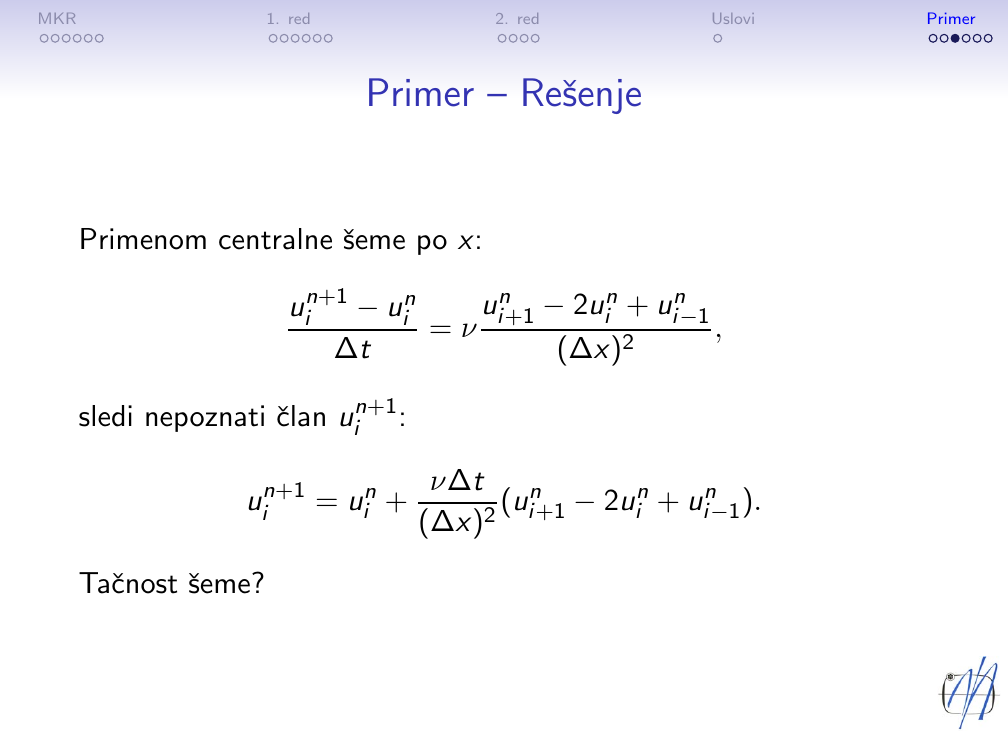 MKR 1. red 2. red Uslovi Primer
Primer – Rešenje
Primenom centralne šeme po x:
\frac{u_i^{n+1} - u_i^n}{\Delta t} = \nu \frac{u_{i+1}^n - 2u_i^n + u_{i-1}^n}{(\Delta x)^2},
sledi nepoznati član u_i^{n+1}:
u_i^{n+1} = u_i^n + \frac{\nu \Delta t}{(\Delta x)^2}(u_{i+1}^n - 2u_i^n + u_{i-1}^n).
Tačnost šeme?